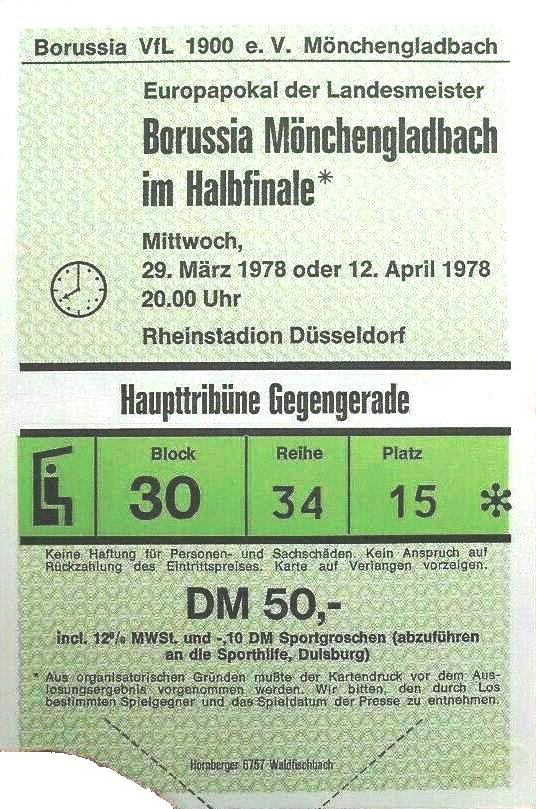 Borussia VfL 1900 e. V. Mönchengladbach
Europapokal der Landesmeister
Borussia Mönchengladbach
im Halbfinale*
Mittwoch,
29. März 1978 oder 12. April 1978
20.00 Uhr
Rheinstadion Düsseldorf
Haupttribüne Gegengerade
Block Reihe Platz
30 34 15 *
Keine Haftung für Personen- und Sachschäden. Kein Anspruch auf
Rückzahlung des Eintrittspreises. Karte auf Verlangen vorzeigen.
DM 50,-
incl. 12% MWSt. und -,10 DM Sportgroschen (abzuführen
an die Sporthilfe, Duisburg)
* Aus organisatorischen Gründen mußte der Kartendruck vor dem Aus-
losungsergebnis vorgenommen werden. Wir bitten, den durch Los
bestimmten Spielgegner und das Spieldatum der Presse zu entnehmen.
Hornberger 6757 Waldfischbach